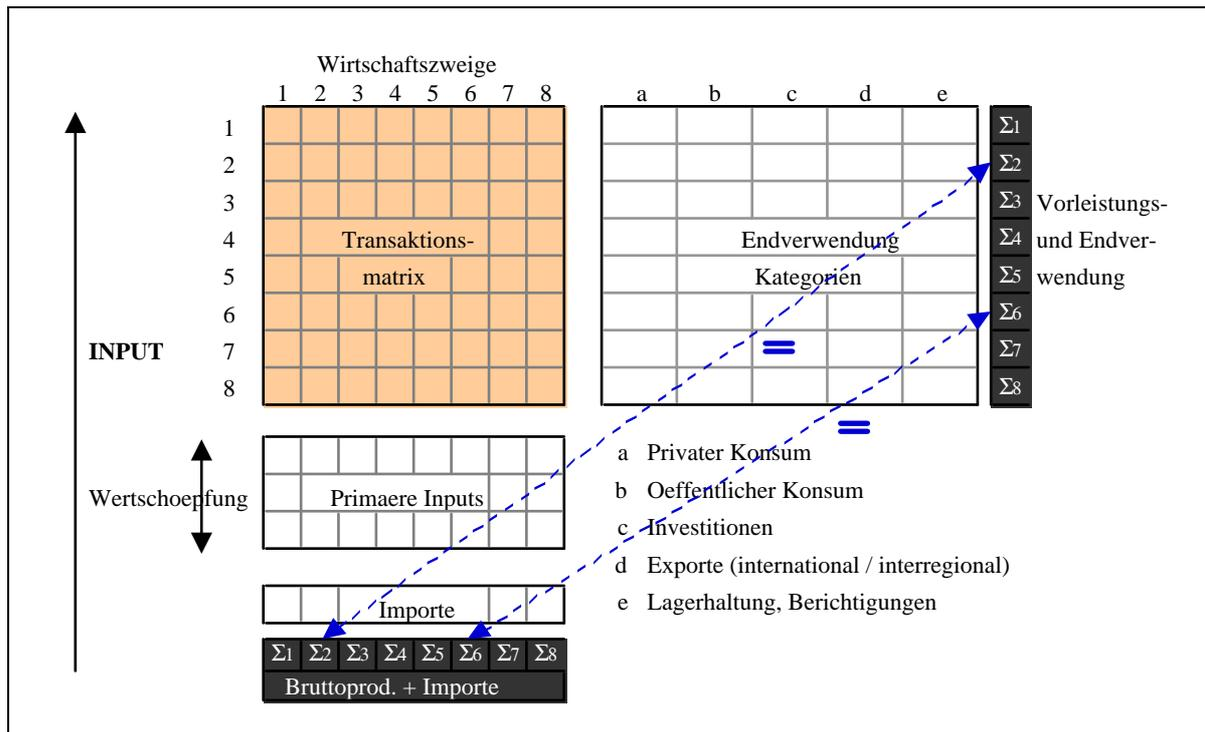 Wirtschaftszweige
1 2 3 4 5 6 7 8
a b c d e
1
2
3
4
5
6
7
8
Transaktions-
matrix
Endverwendung
Kategorien
Σ1
Σ2
Σ3
Σ4
Σ5
Σ6
Σ7
Σ8
Vorleistungs-
und Endver-
wendung
INPUT
=
=
Wertschoepfung
Primaere Inputs
a Privater Konsum
b Oeffentlicher Konsum
c Investitionen
d Exporte (international / interregional)
e Lagerhaltung, Berichtigungen
Importe
Σ1 Σ2 Σ3 Σ4 Σ5 Σ6 Σ7 Σ8
Bruttoprod. + Importe